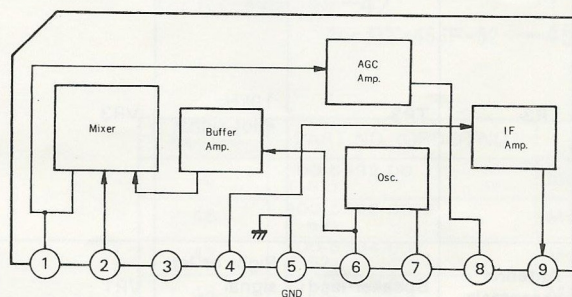 AGC
Amp.
Mixer
Buffer
Amp.
IF
Amp.
Osc.
1 2 3 4 5 6 7 8 9
GND